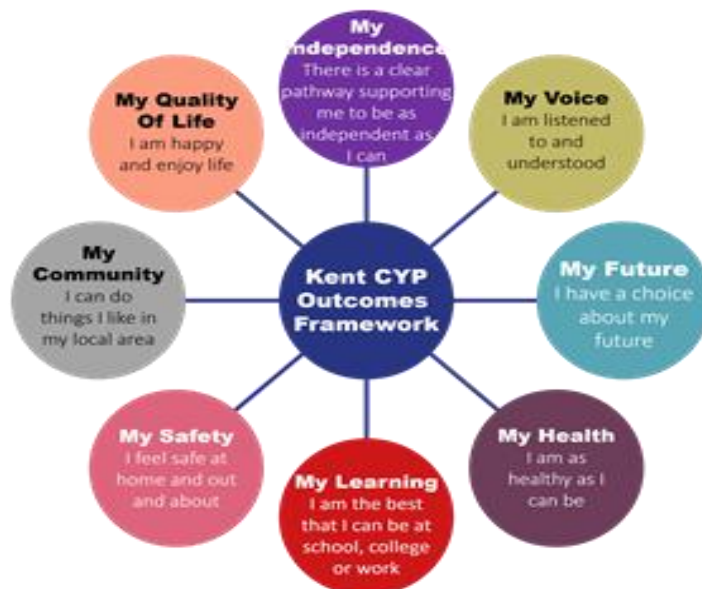 My
Independence
There is a clear
pathway supporting
me to be as
independent as
I can
My Voice
I am listened
to and
understood
My Future
I have a choice
about my
future
My Health
I am as
healthy as I
can be
My Learning
I am the best
that I can be at
school, college
or work
My Safety
I feel safe at
home and out
and about
My
Community
I can do
things I like in
my local area
My Quality
Of Life
I am happy
and enjoy life
Kent CYP
Outcomes
Framework